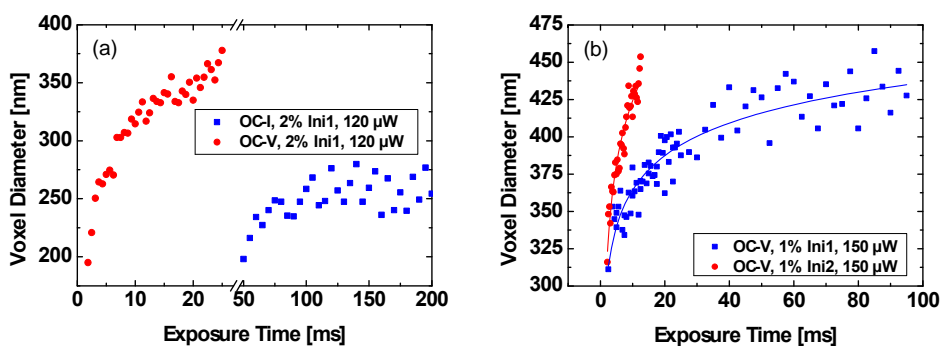 (a)
400
350
300
250
200
Voxel Diameter [nm]
OC-I, 2% Ini1, 120 µW
OC-V, 2% Ini1, 120 µW
0 10 20 50 100 150 200
Exposure Time [ms]
(b)
450
425
400
375
350
325
300
Voxel Diameter [nm]
OC-V, 1% Ini1, 150 µW
OC-V, 1% Ini2, 150 µW
0 20 40 60 80 100
Exposure Time [ms]